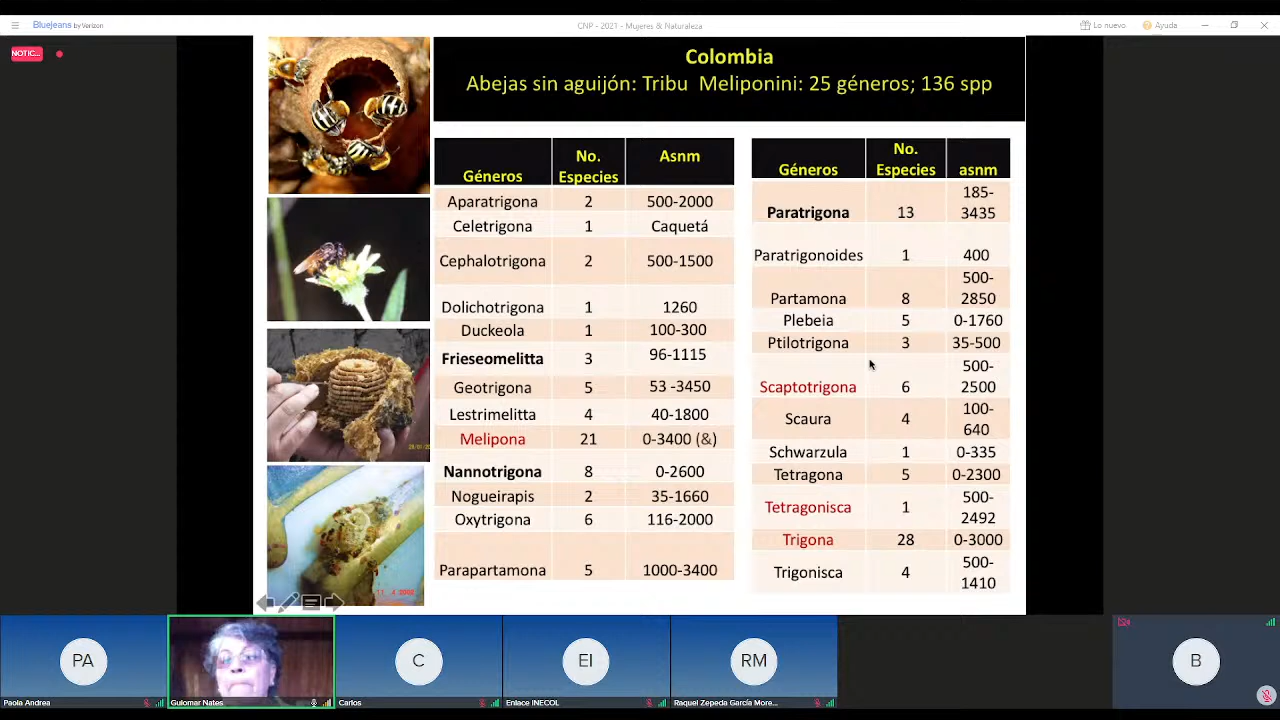 Bluejeans by Verizon
CNP - 2021 - Mujeres & Naturaleza
Lo nuevo
Ayuda
NOTIC...
Colombia
Abejas sin aguijón: Tribu Meliponini: 25 géneros; 136 spp
Géneros No. Especies Asnm
Aparatrigona 2 500-2000
Celetrigona 1 Caquetá
Cephalotrigona 2 500-1500
Dolichotrigona 1 1260
Duckeola 1 100-300
Frieseomelitta 3 96-1115
Geotrigona 5 53 -3450
Lestrimelitta 4 40-1800
Melipona 21 0-3400 (&)
Nannotrigona 8 0-2600
Nogueirapis 2 35-1660
Oxytrigona 6 116-2000
Parapartamona 5 1000-3400
Géneros No. Especies asnm
Paratrigona 13 185-3435
Paratrigonoides 1 400
Partamona 8 500-2850
Plebeia 5 0-1760
Ptilotrigona 3 35-500
Scaptotrigona 6 500-2500
Scaura 4 100-640
Schwarzula 1 0-335
Tetragona 5 0-2300
Tetragonisca 1 500-2492
Trigona 28 0-3000
Trigonisca 4 500-1410
PA
C
EI
RM
B
Paola Andrea
Guiomar Nates
Carlos
Enlace INECOL
Raquel Zepeda García More...